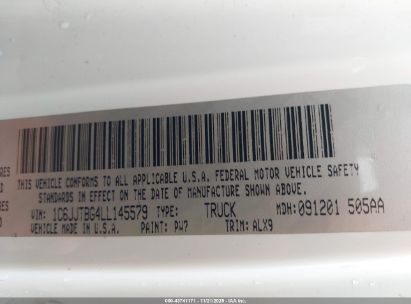 THIS VEHICLE CONFORMS TO ALL APPLICABLE U.S.A. FEDERAL MOTOR VEHICLE SAFETY
STANDARDS IN EFFECT ON THE DATE OF MANUFACTURE SHOWN ABOVE.
VIN: 1C6JJTBG4LL145579 TYPE: TRUCK MDH: 091201 505AA
VEHICLE MADE IN U.S.A. PAINT: PW7 TRIM: ALX9